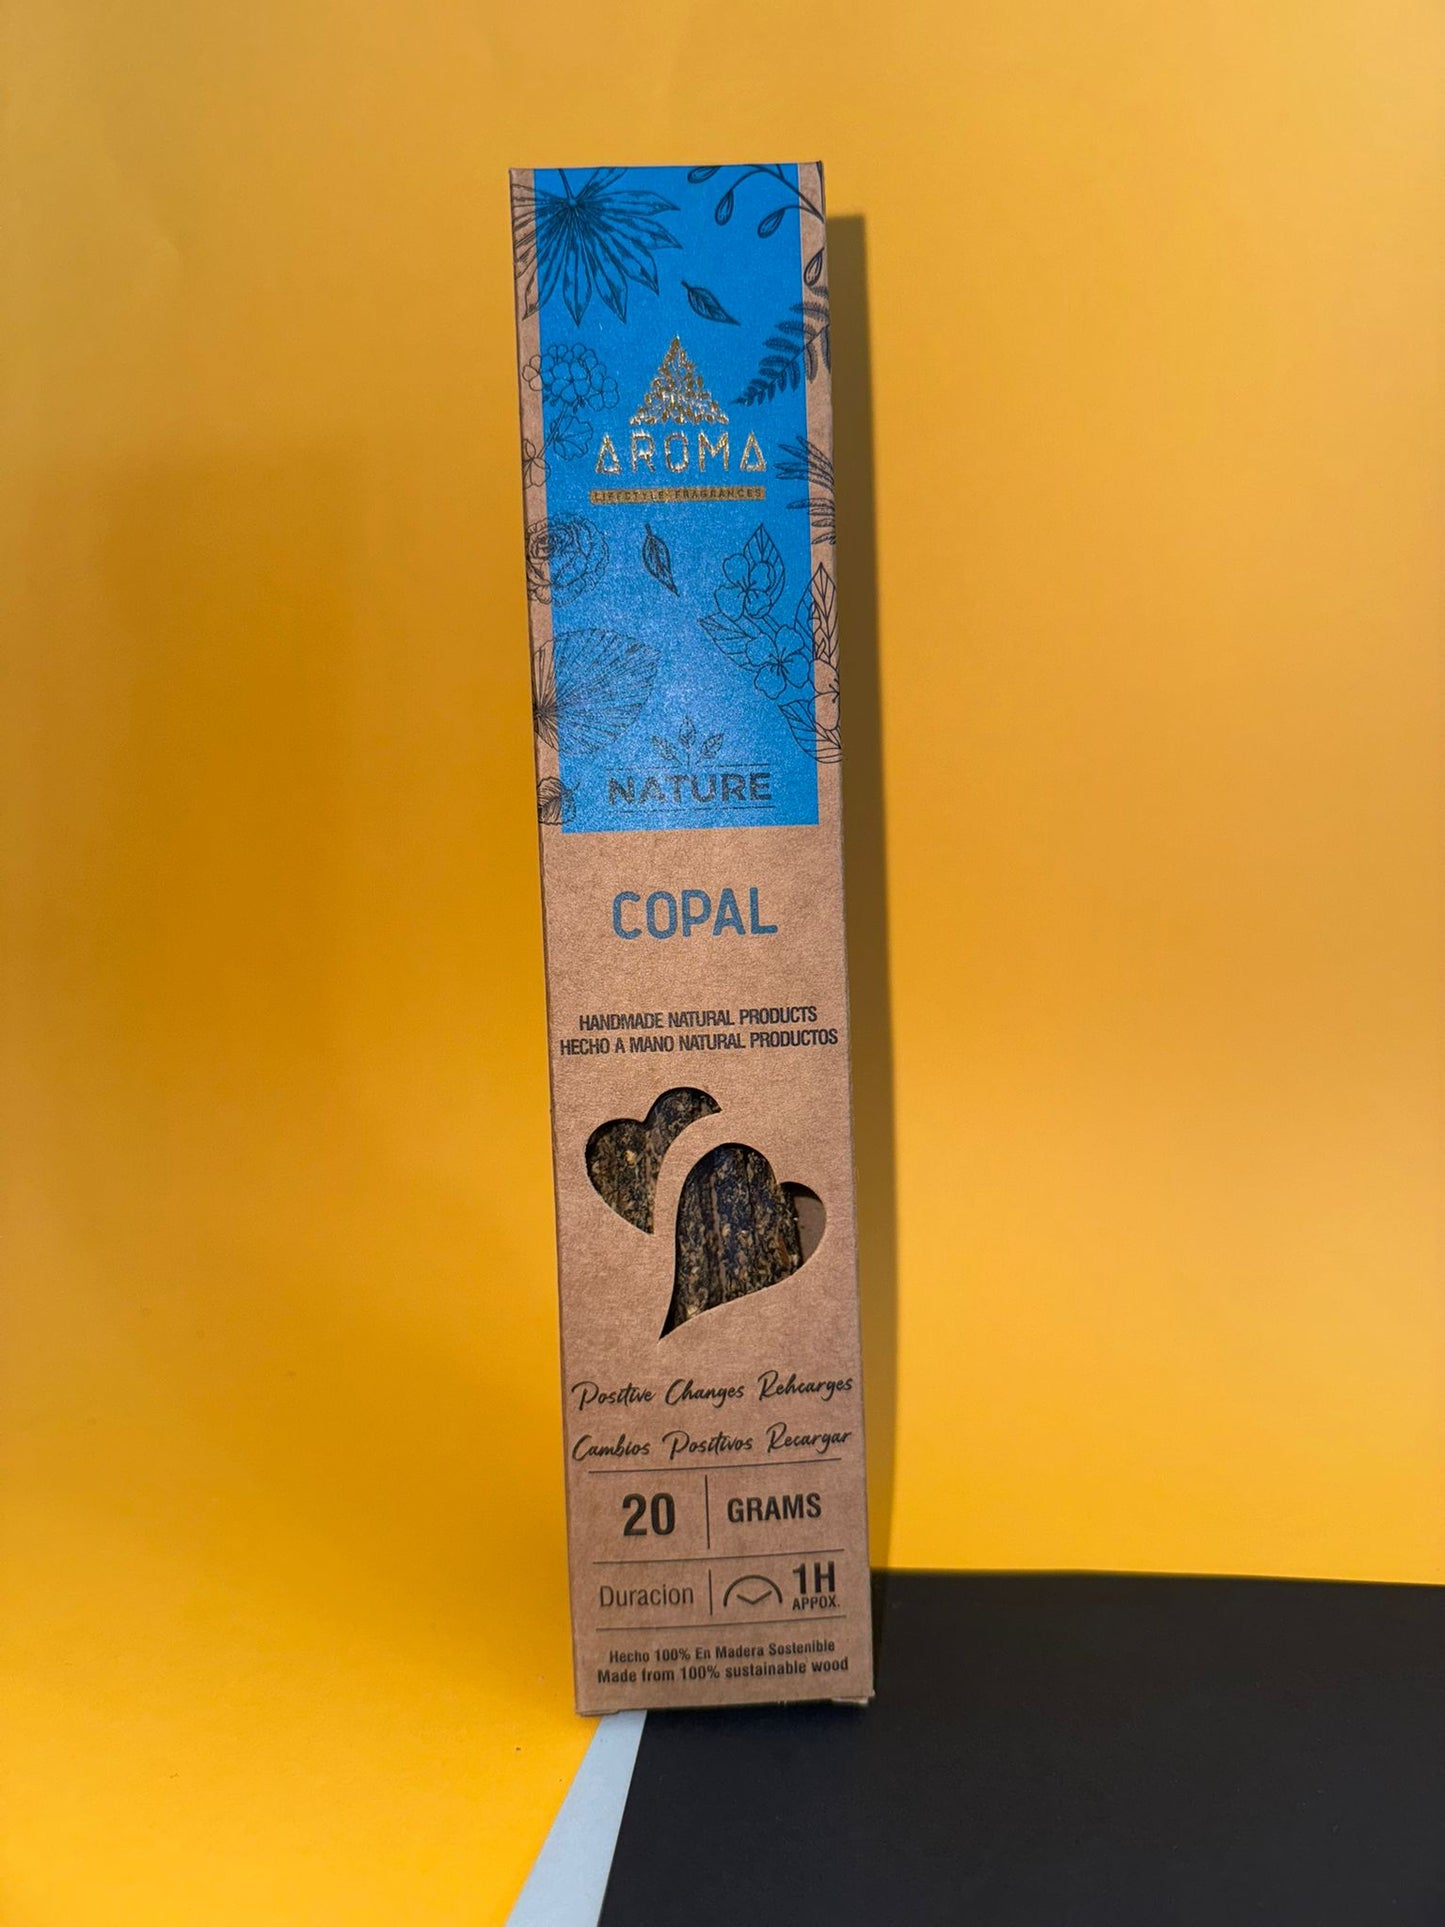 AROMA
LIFESTYLE FRAGRANCES
NATURE
COPAL
HANDMADE NATURAL PRODUCTS
HECHO A MANO NATURAL PRODUCTOS
Positive Changes Rehcarges
Cambios Positivos Recargar
20 GRAMS
Duracion 1H
APPOX.
Hecho 100% En Madera Sostenible
Made from 100% sustainable wood